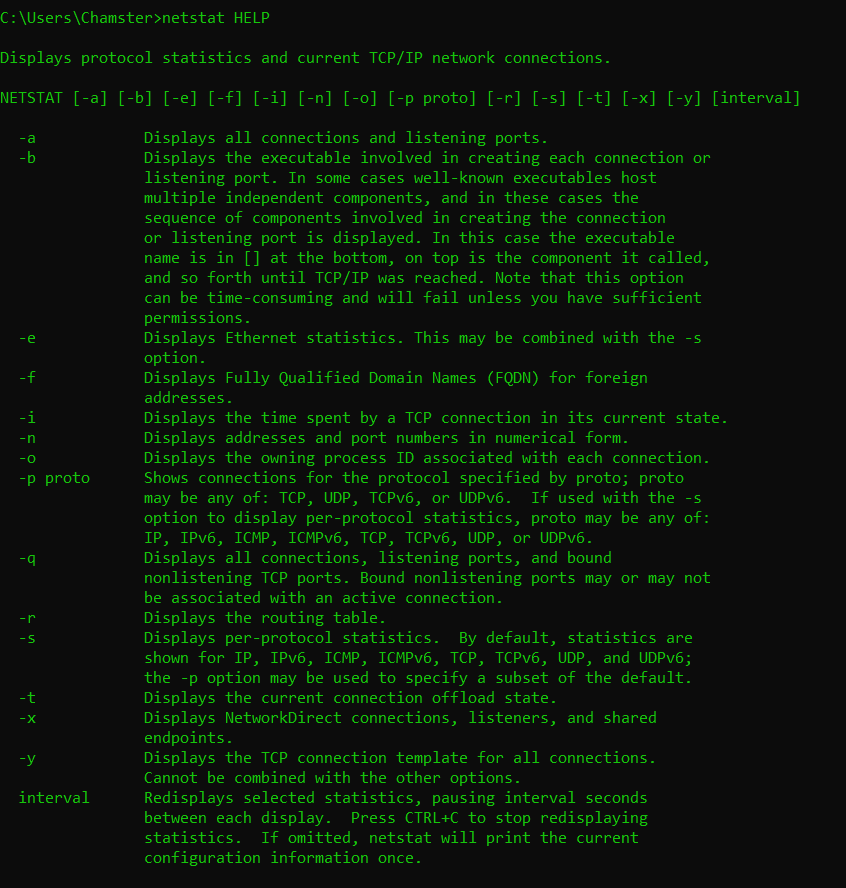 C:\Users\Chamster>netstat HELP
Displays protocol statistics and current TCP/IP network connections.
NETSTAT [-a] [-b] [-e] [-f] [-i] [-n] [-o] [-p proto] [-r] [-s] [-t] [-x] [-y] [interval]
  -a            Displays all connections and listening ports.
  -b            Displays the executable involved in creating each connection or
                listening port. In some cases well-known executables host
                multiple independent components, and in these cases the
                sequence of components involved in creating the connection
                or listening port is displayed. In this case the executable
                name is in [] at the bottom, on top is the component it called,
                and so forth until TCP/IP was reached. Note that this option
                can be time-consuming and will fail unless you have sufficient
                permissions.
  -e            Displays Ethernet statistics. This may be combined with the -s
                option.
  -f            Displays Fully Qualified Domain Names (FQDN) for foreign
                addresses.
  -i            Displays the time spent by a TCP connection in its current state.
  -n            Displays addresses and port numbers in numerical form.
  -o            Displays the owning process ID associated with each connection.
  -p proto      Shows connections for the protocol specified by proto; proto
                may be any of: TCP, UDP, TCPv6, or UDPv6.  If used with the -s
                option to display per-protocol statistics, proto may be any of:
                IP, IPv6, ICMP, ICMPv6, TCP, TCPv6, UDP, or UDPv6.
  -q            Displays all connections, listening ports, and bound
                nonlistening TCP ports. Bound nonlistening ports may or may not
                be associated with an active connection.
  -r            Displays the routing table.
  -s            Displays per-protocol statistics.  By default, statistics are
                shown for IP, IPv6, ICMP, ICMPv6, TCP, TCPv6, UDP, and UDPv6;
                the -p option may be used to specify a subset of the default.
  -t            Displays the current connection offload state.
  -x            Displays NetworkDirect connections, listeners, and shared
                endpoints.
  -y            Displays the TCP connection template for all connections.
                Cannot be combined with the other options.
  interval      Redisplays selected statistics, pausing interval seconds
                between each display.  Press CTRL+C to stop redisplaying
                statistics.  If omitted, netstat will print the current
                configuration information once.